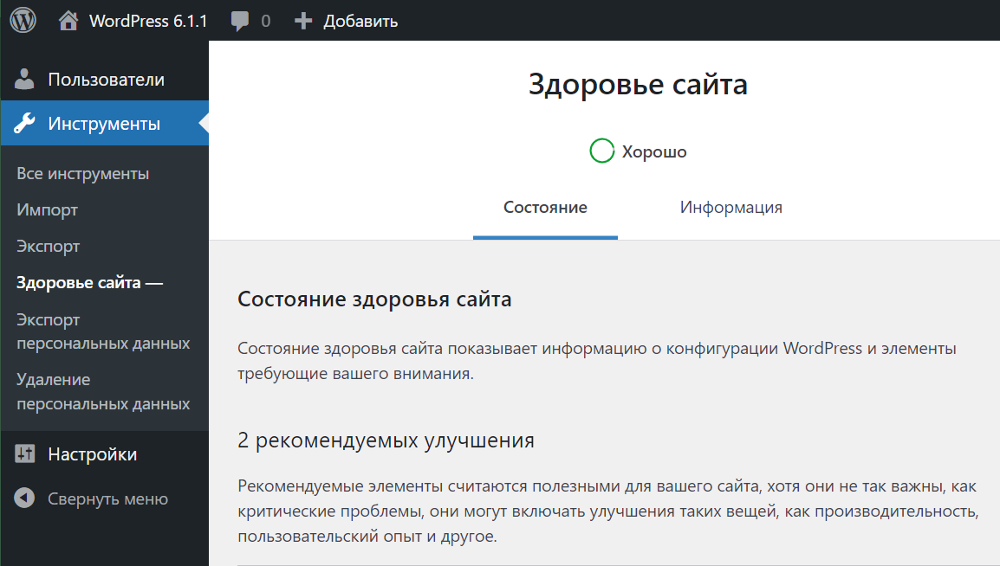 WordPress 6.1.1 0 Добавить
Пользователи
Инструменты
Все инструменты
Импорт
Экспорт
Здоровье сайта —
Экспорт
персональных данных
Удаление
персональных данных
Настройки
Свернуть меню
Здоровье сайта
Хорошо
Состояние Информация
Состояние здоровья сайта
Состояние здоровья сайта показывает информацию о конфигурации WordPress и элементы
требующие вашего внимания.
2 рекомендуемых улучшения
Рекомендуемые элементы считаются полезными для вашего сайта, хотя они не так важны, как
критические проблемы, они могут включать улучшения таких вещей, как производительность,
пользовательский опыт и другое.